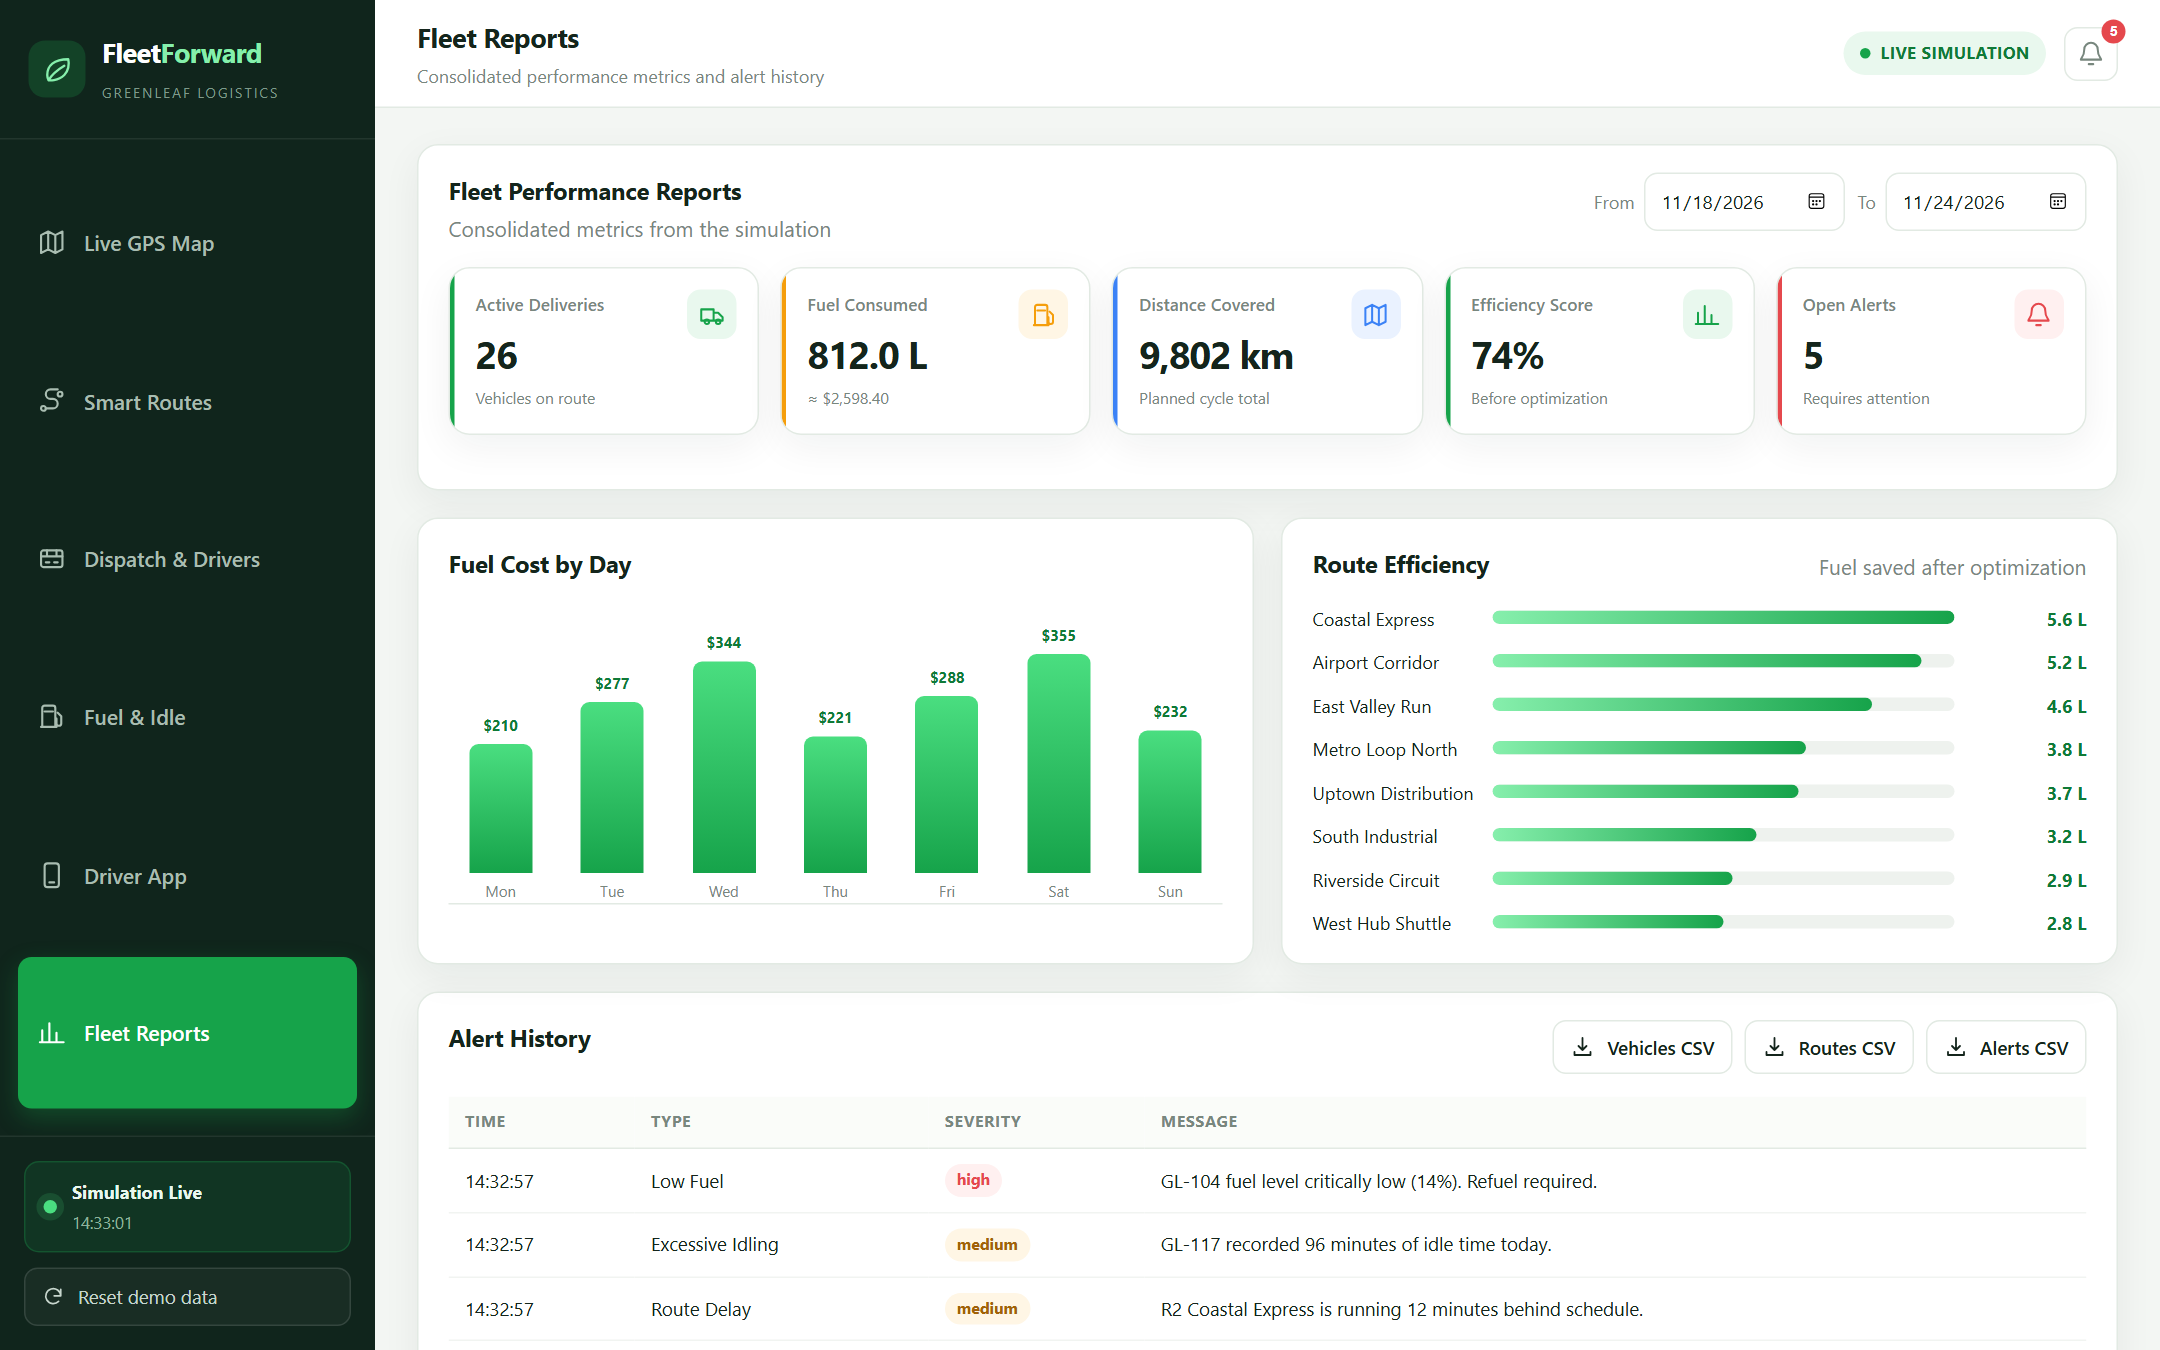 FleetForward
GREENLEAF LOGISTICS
Live GPS Map
Smart Routes
Dispatch & Drivers
Fuel & Idle
Driver App
Fleet Reports
Simulation Live
14:33:01
Reset demo data
Fleet Reports
Consolidated performance metrics and alert history
LIVE SIMULATION
5
Fleet Performance Reports
Consolidated metrics from the simulation
From 11/18/2026 To 11/24/2026
Active Deliveries
26
Vehicles on route
Fuel Consumed
812.0 L
≈ $2,598.40
Distance Covered
9,802 km
Planned cycle total
Efficiency Score
74%
Before optimization
Open Alerts
5
Requires attention
Fuel Cost by Day
$210 $277 $344 $221 $288 $355 $232
Mon Tue Wed Thu Fri Sat Sun
Route Efficiency
Fuel saved after optimization
Coastal Express 5.6 L
Airport Corridor 5.2 L
East Valley Run 4.6 L
Metro Loop North 3.8 L
Uptown Distribution 3.7 L
South Industrial 3.2 L
Riverside Circuit 2.9 L
West Hub Shuttle 2.8 L
Alert History
Vehicles CSV
Routes CSV
Alerts CSV
TIME TYPE SEVERITY MESSAGE
14:32:57 Low Fuel high GL-104 fuel level critically low (14%). Refuel required.
14:32:57 Excessive Idling medium GL-117 recorded 96 minutes of idle time today.
14:32:57 Route Delay medium R2 Coastal Express is running 12 minutes behind schedule.